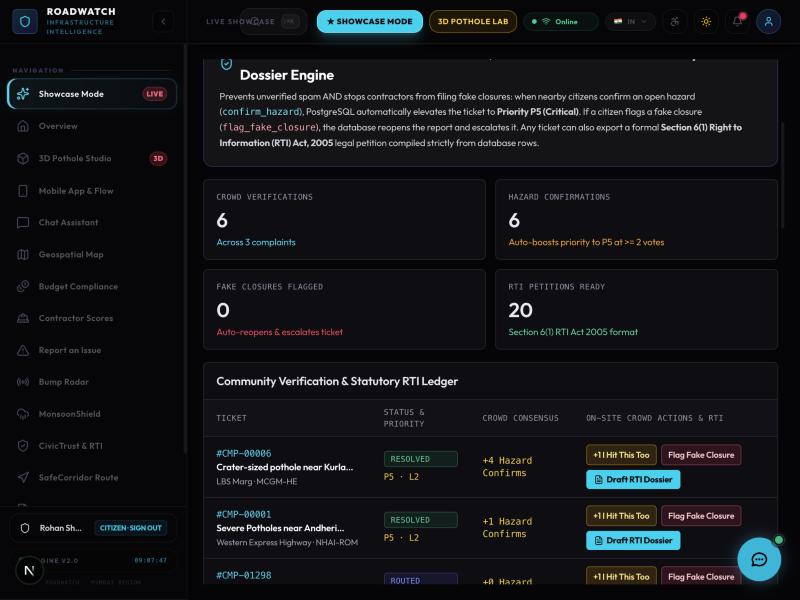 ROADWATCH
INFRASTRUCTURE
INTELLIGENCE
LIVE SHOWCASE
★ SHOWCASE MODE
3D POTHOLE LAB
Online
IN
NAVIGATION
Showcase Mode
LIVE
Overview
3D Pothole Studio
3D
Mobile App & Flow
Chat Assistant
Geospatial Map
Budget Compliance
Contractor Scores
Report an Issue
Bump Radar
MonsoonShield
CivicTrust & RTI
SafeCorridor Route
Rohan Sh...
CITIZEN·SIGN OUT
GINE V2.0
09:07:47
N
ROADWATCH · MUMBAI REGION
Dossier Engine
Prevents unverified spam AND stops contractors from filing fake closures: when nearby citizens confirm an open hazard
(confirm_hazard), PostgreSQL automatically elevates the ticket to Priority P5 (Critical). If a citizen flags a fake closure
(flag_fake_closure), the database reopens the report and escalates it. Any ticket can also export a formal Section 6(1) Right to
Information (RTI) Act, 2005 legal petition compiled strictly from database rows.
CROWD VERIFICATIONS
6
Across 3 complaints
HAZARD CONFIRMATIONS
6
Auto-boosts priority to P5 at >= 2 votes
FAKE CLOSURES FLAGGED
0
Auto-reopens & escalates ticket
RTI PETITIONS READY
20
Section 6(1) RTI Act 2005 format
Community Verification & Statutory RTI Ledger
TICKET
STATUS &
PRIORITY
CROWD CONSENSUS
ON-SITE CROWD ACTIONS & RTI
#CMP-00006
Crater-sized pothole near Kurla...
LBS Marg · MCGM-HE
RESOLVED
P5 · L2
+4 Hazard
Confirms
+1 I Hit This Too
Flag Fake Closure
Draft RTI Dossier
#CMP-00001
Severe Potholes near Andheri...
Western Express Highway · NHAI-ROM
RESOLVED
P5 · L2
+1 Hazard
Confirms
+1 I Hit This Too
Flag Fake Closure
Draft RTI Dossier
#CMP-01298
ROUTED
+0 Hazard
+1 I Hit This Too
Flag Fake Closure